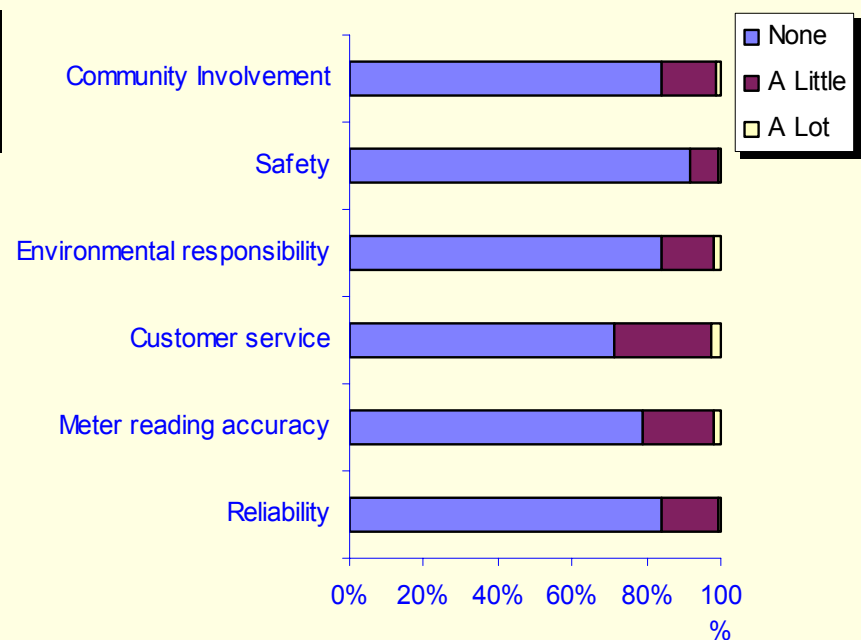 None
A Little
A Lot
Community Involvement
Safety
Environmental responsibility
Customer service
Meter reading accuracy
Reliability
0% 20% 40% 60% 80% 100
%